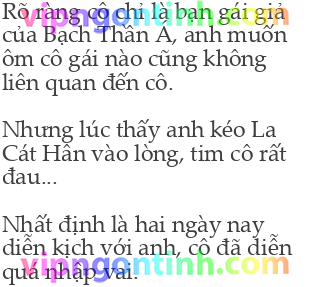 Rõ ràng cô chỉ là bạn gái giả
của Bạch Thần A, anh muốn
ôm cô gái nào cũng không
liên quan đến cô.
Nhưng lúc thấy anh kéo La
Cát Hân vào lòng, tim cô rất
đau...
Nhất định là hai ngày nay
diễn kịch với anh, cô đã diễn
quá nhập vai.
vipngontinh.com
vipngontinh.com